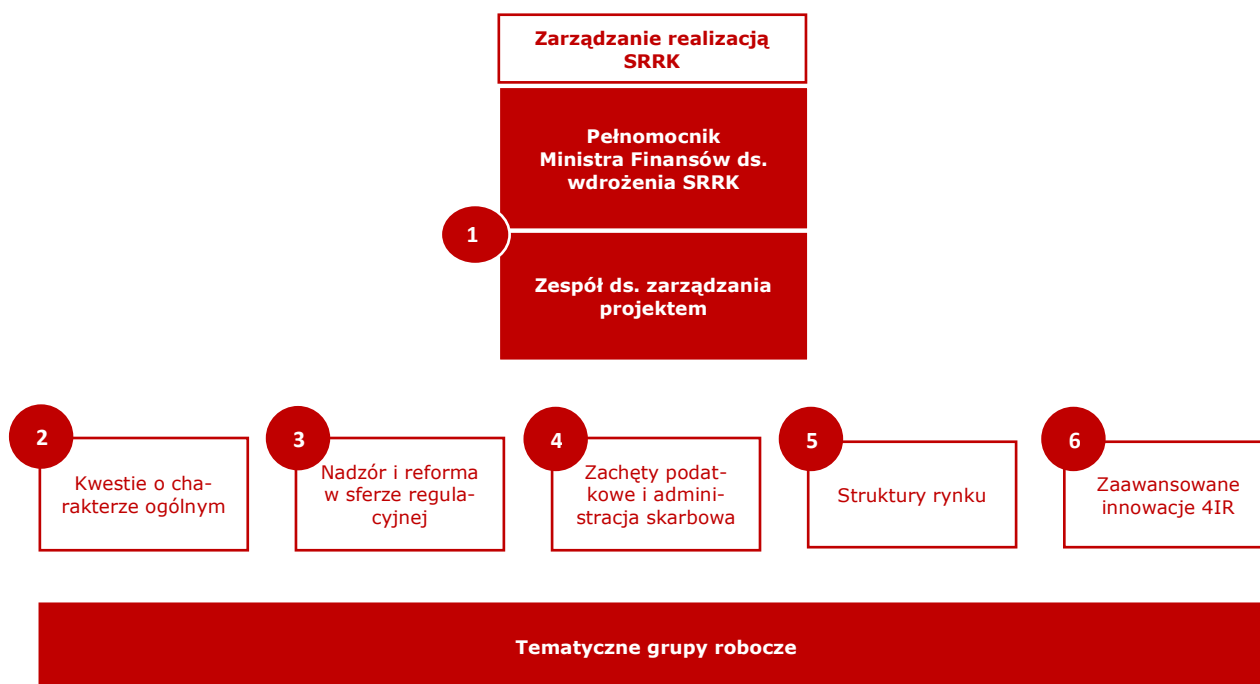 Zarządzanie realizacją
SRRK
Pełnomocnik
Ministra Finansów ds.
wdrożenia SRRK
1
Zespół ds. zarządzania
projektem
2
Kwestie o cha-
rakterze ogólnym
3
Nadzór i reforma
w sferze regula-
cyjnej
4
Zachęty podat-
kowe i admini-
stracja skarbowa
5
Struktury rynku
6
Zaawansowane
innowacje 4IR
Tematyczne grupy robocze